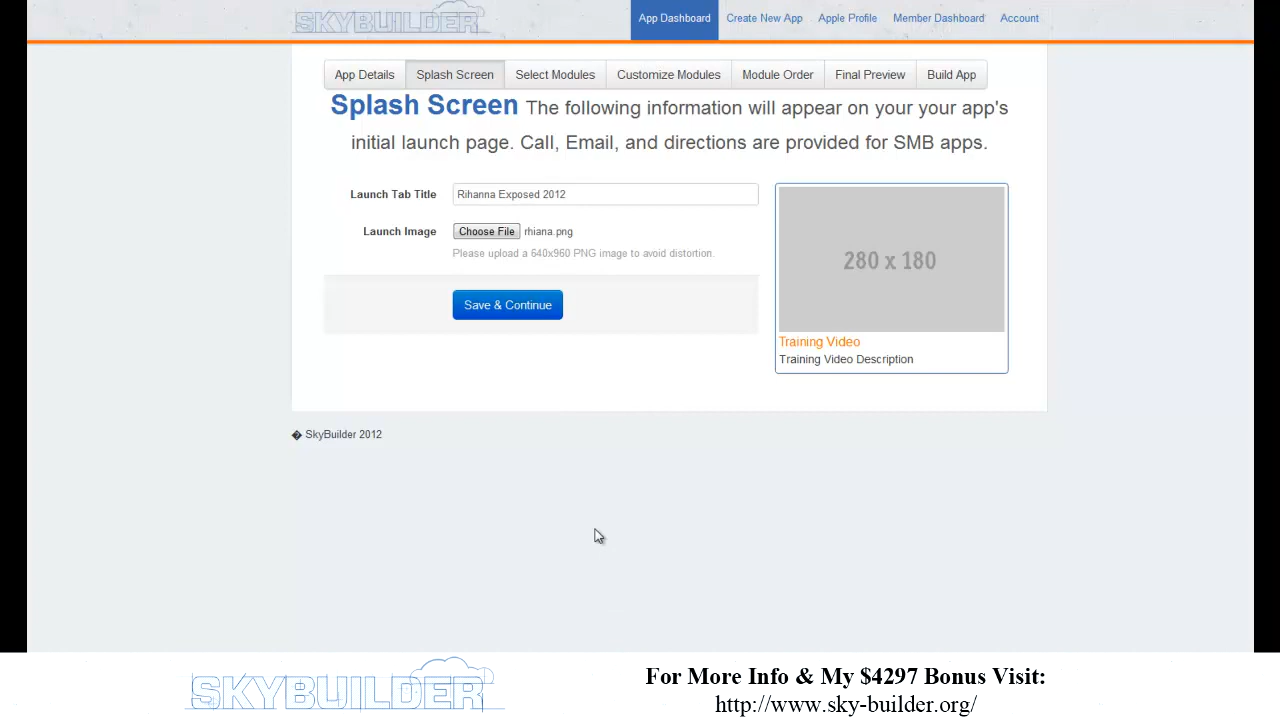 SKYBUILDER
App Dashboard Create New App Apple Profile Member Dashboard Account
App Details Splash Screen Select Modules Customize Modules Module Order Final Preview Build App
Splash Screen The following information will appear on your your app's
initial launch page. Call, Email, and directions are provided for SMB apps.
Launch Tab Title Rihanna Exposed 2012
Launch Image Choose File rhiana.png
Please upload a 640x960 PNG image to avoid distortion.
Save & Continue
280 x 180
Training Video
Training Video Description
� SkyBuilder 2012
SKYBUILDER
For More Info & My $4297 Bonus Visit:
http://www.sky-builder.org/